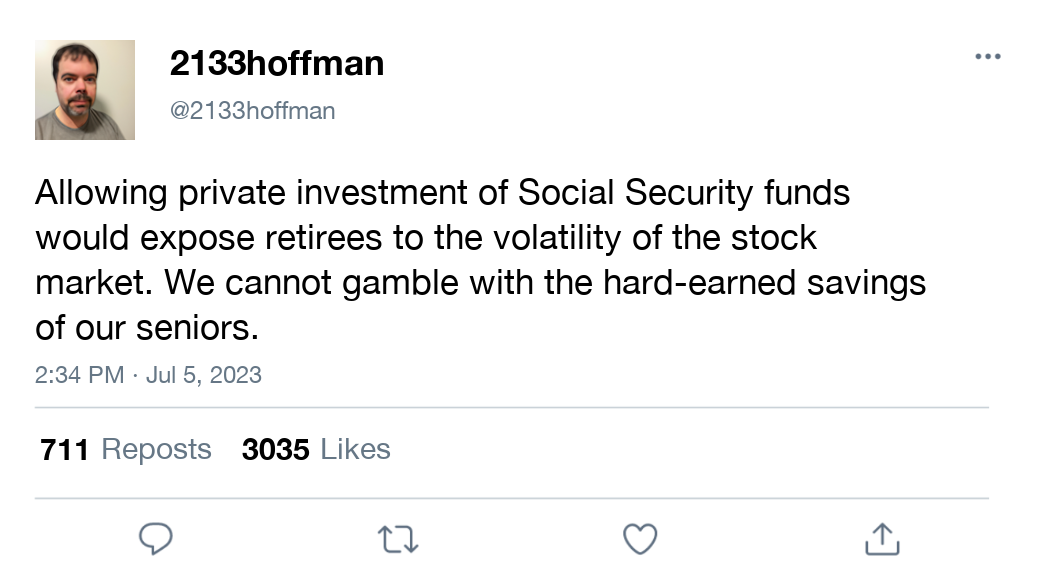 2133hoffman
@2133hoffman
Allowing private investment of Social Security funds
would expose retirees to the volatility of the stock
market. We cannot gamble with the hard-earned savings
of our seniors.
2:34 PM · Jul 5, 2023
711 Reposts 3035 Likes